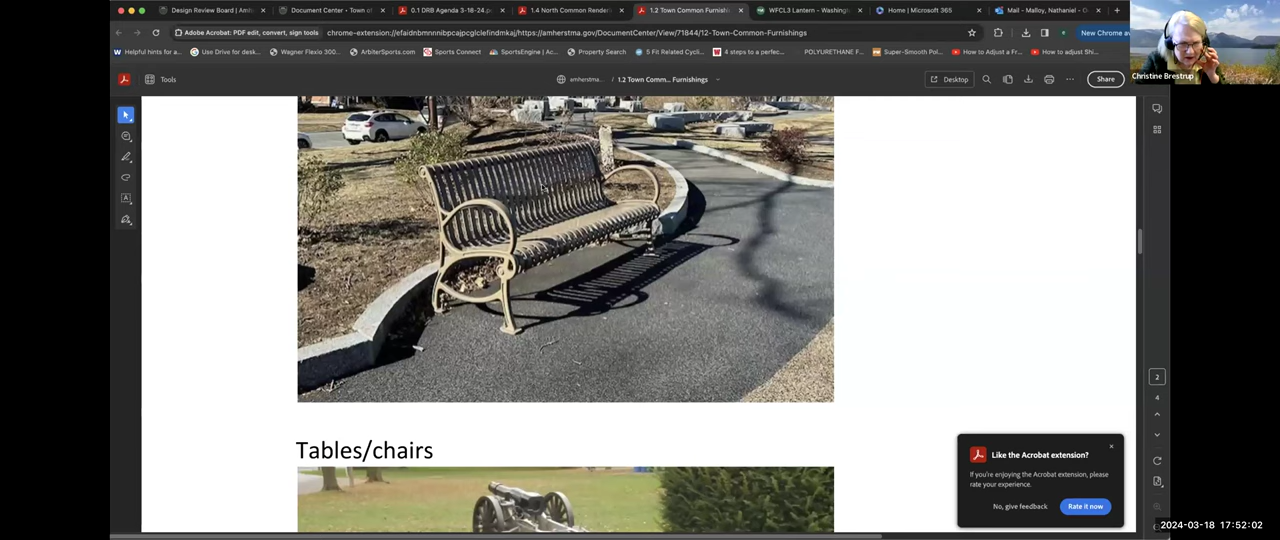 Design Review Board | Amh
Document Center • Town of
0.1 DRB Agenda 3-18-24.p
1.4 North Common Render
1.2 Town Common Furnish
WFCL3 Lantern - Washing
Home | Microsoft 365
Mail - Malloy, Nathaniel - O
Adobe Acrobat: PDF edit, convert, sign tools
chrome-extension://efaidnbmnnnibpcajpcglclefindmkaj/https://amherstma.gov/DocumentCenter/View/71844/12-Town-Common-Furnishings
New Chrome av
Helpful hints for a...
Use Drive for desk...
Wagner Flexio 300...
ArbiterSports.com
Sports Connect
SportsEngine | Ac...
Property Search
5 Fit Related Cycli...
4 steps to a perfec...
POLYURETHANE F...
Super-Smooth Pol...
How to Adjust a Fr...
How to adjust Shi...
Christine Brestrup
Tools
amherstma...
/ 1.2 Town Comm... Furnishings
Desktop
Share
2
4
Tables/chairs
Like the Acrobat extension?
If you're enjoying the Acrobat extension, please
rate your experience.
No, give feedback
Rate it now
2024-03-18 17:52:02